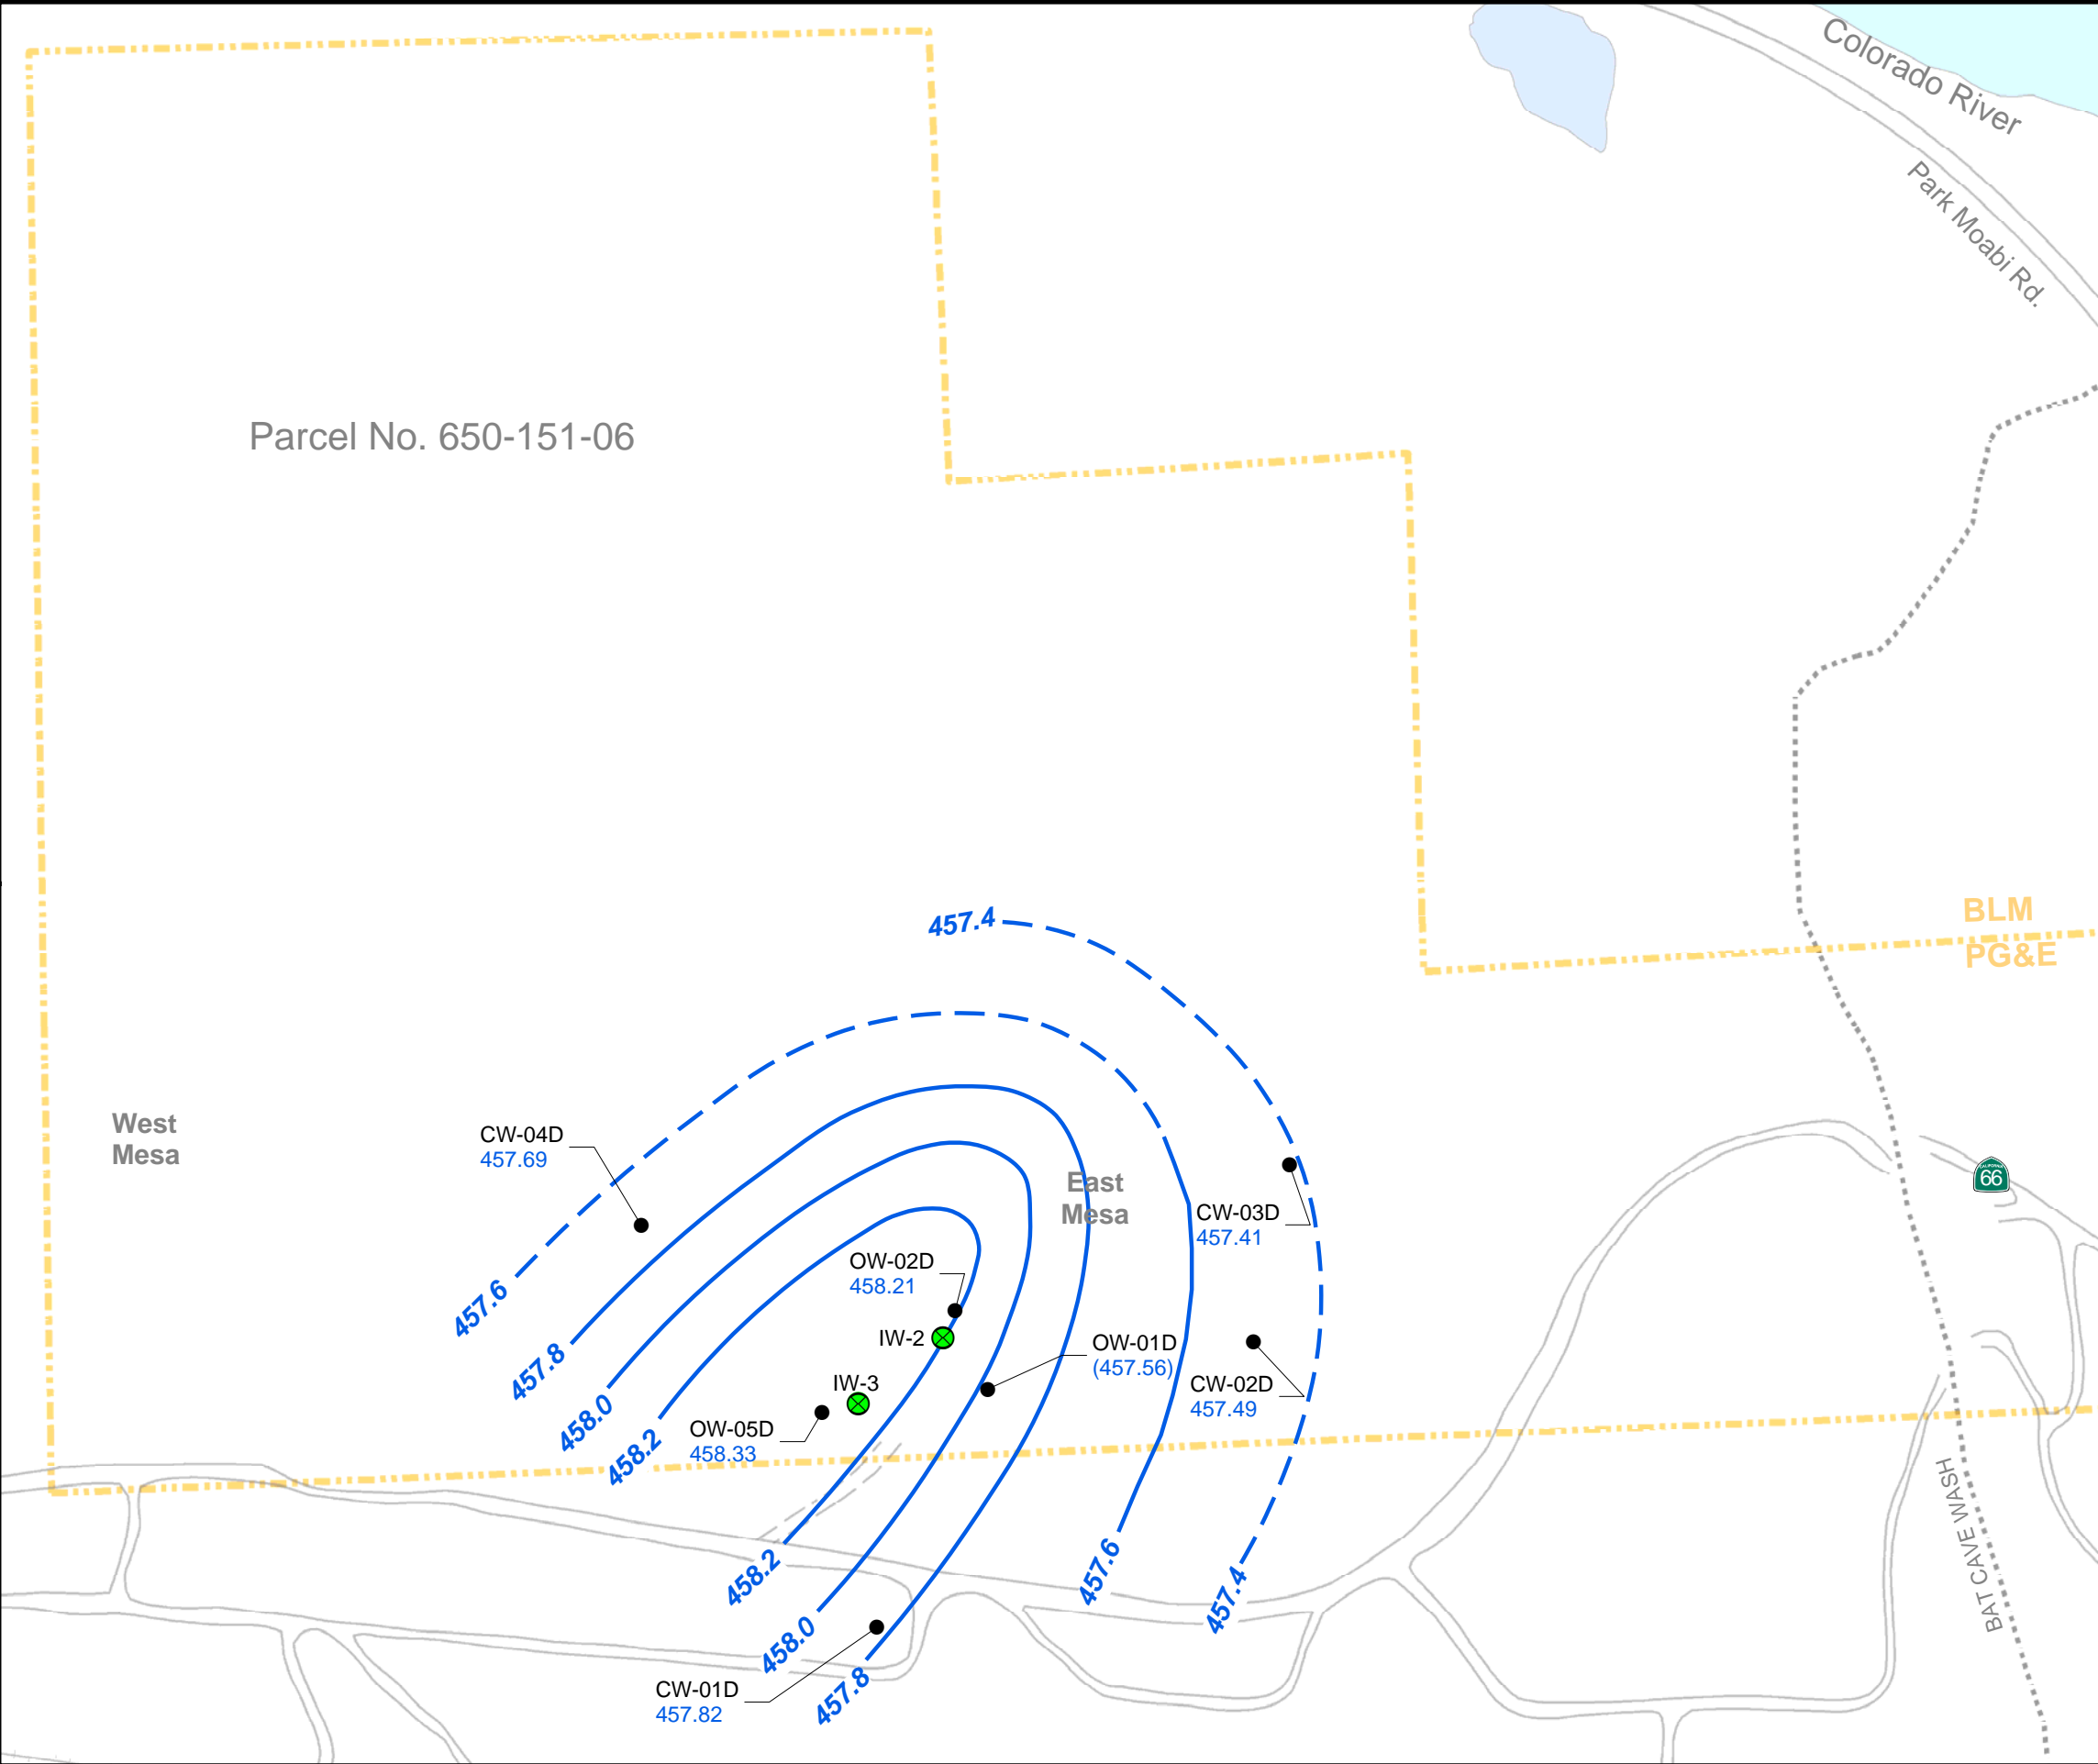 Colorado River
Park Moabi Rd.
Parcel No. 650-151-06
BLM
PG&E
457.4
West
Mesa
CW-04D
457.69
East
Mesa
CALIFORNIA
66
CW-03D
457.41
OW-02D
458.21
457.6
IW-2
OW-01D
(457.56)
457.8
IW-3
CW-02D
457.49
458.0
OW-05D
458.33
458.2
BAT CAVE WASH
458.2
457.6
457.4
458.0
CW-01D
457.82
457.8